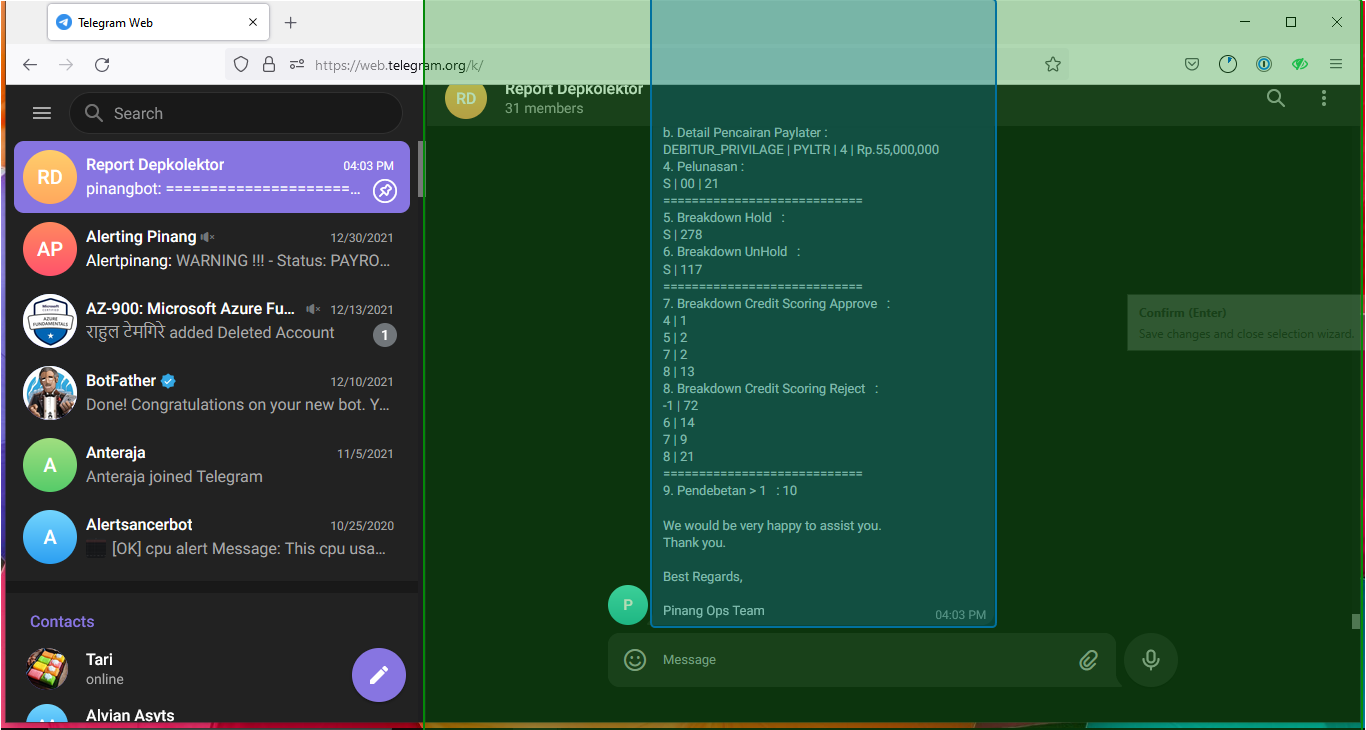 Telegram Web
https://web.telegram.org/k/
Search
RD
Report Depkolektor
04:03 PM
pinangbot: =====================...
AP
Alerting Pinang
12/30/2021
Alertpinang: WARNING !!! - Status: PAYRO...
AZ-900: Microsoft Azure Fu...
12/13/2021
राहुल टेमगिरे added Deleted Account
1
BotFather
12/10/2021
Done! Congratulations on your new bot. Y...
A
Anteraja
11/5/2021
Anteraja joined Telegram
A
Alertsancerbot
10/25/2020
[OK] cpu alert Message: This cpu usa...
Contacts
Tari
online
Alvian Asyts
RD
Report Depkolektor
31 members
b. Detail Pencairan Paylater :
DEBITUR_PRIVILAGE | PYLTR | 4 | Rp.55,000,000
4. Pelunasan :
S | 00 | 21
============================
5. Breakdown Hold :
S | 278
6. Breakdown UnHold :
S | 117
============================
7. Breakdown Credit Scoring Approve :
4 | 1
5 | 2
7 | 2
8 | 13
8. Breakdown Credit Scoring Reject :
-1 | 72
6 | 14
7 | 9
8 | 21
============================
9. Pendebetan > 1 : 10
We would be very happy to assist you.
Thank you.
Best Regards,
Pinang Ops Team
04:03 PM
P
Message
Confirm (Enter)
Save changes and close selection wizard.